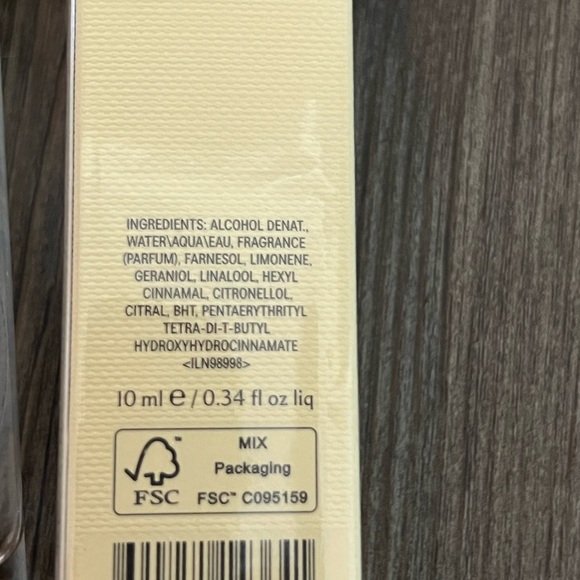 INGREDIENTS: ALCOHOL DENAT.,
WATER\AQUA\EAU, FRAGRANCE
(PARFUM), FARNESOL, LIMONENE,
GERANIOL, LINALOOL, HEXYL
CINNAMAL, CITRONELLOL,
CITRAL, BHT, PENTAERYTHRITYL
TETRA-DI-T-BUTYL
HYDROXYHYDROCINNAMATE
<ILN98998>
10 ml e / 0.34 fl oz liq
MIX
Packaging
FSC™ C095159
™
FSC